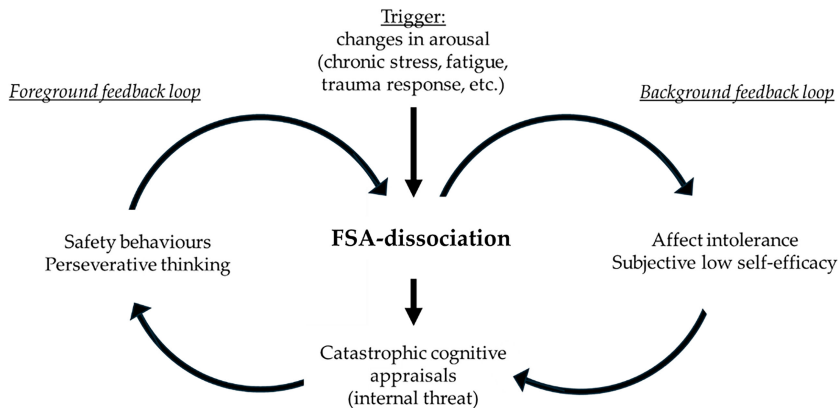 Trigger:
changes in arousal
(chronic stress, fatigue,
trauma response, etc.)
Foreground feedback loop
Background feedback loop
FSA-dissociation
Safety behaviours
Perseverative thinking
Affect intolerance
Subjective low self-efficacy
Catastrophic cognitive
appraisals
(internal threat)